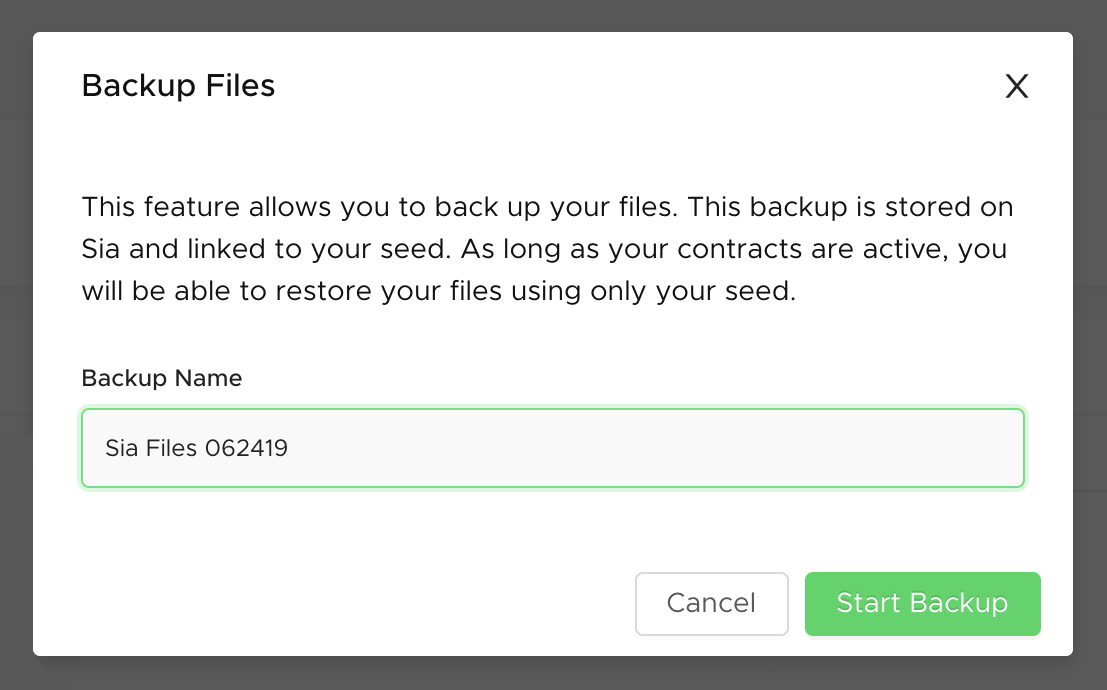 Backup Files
X
This feature allows you to back up your files. This backup is stored on
Sia and linked to your seed. As long as your contracts are active, you
will be able to restore your files using only your seed.
Backup Name
Sia Files 062419
Cancel
Start Backup